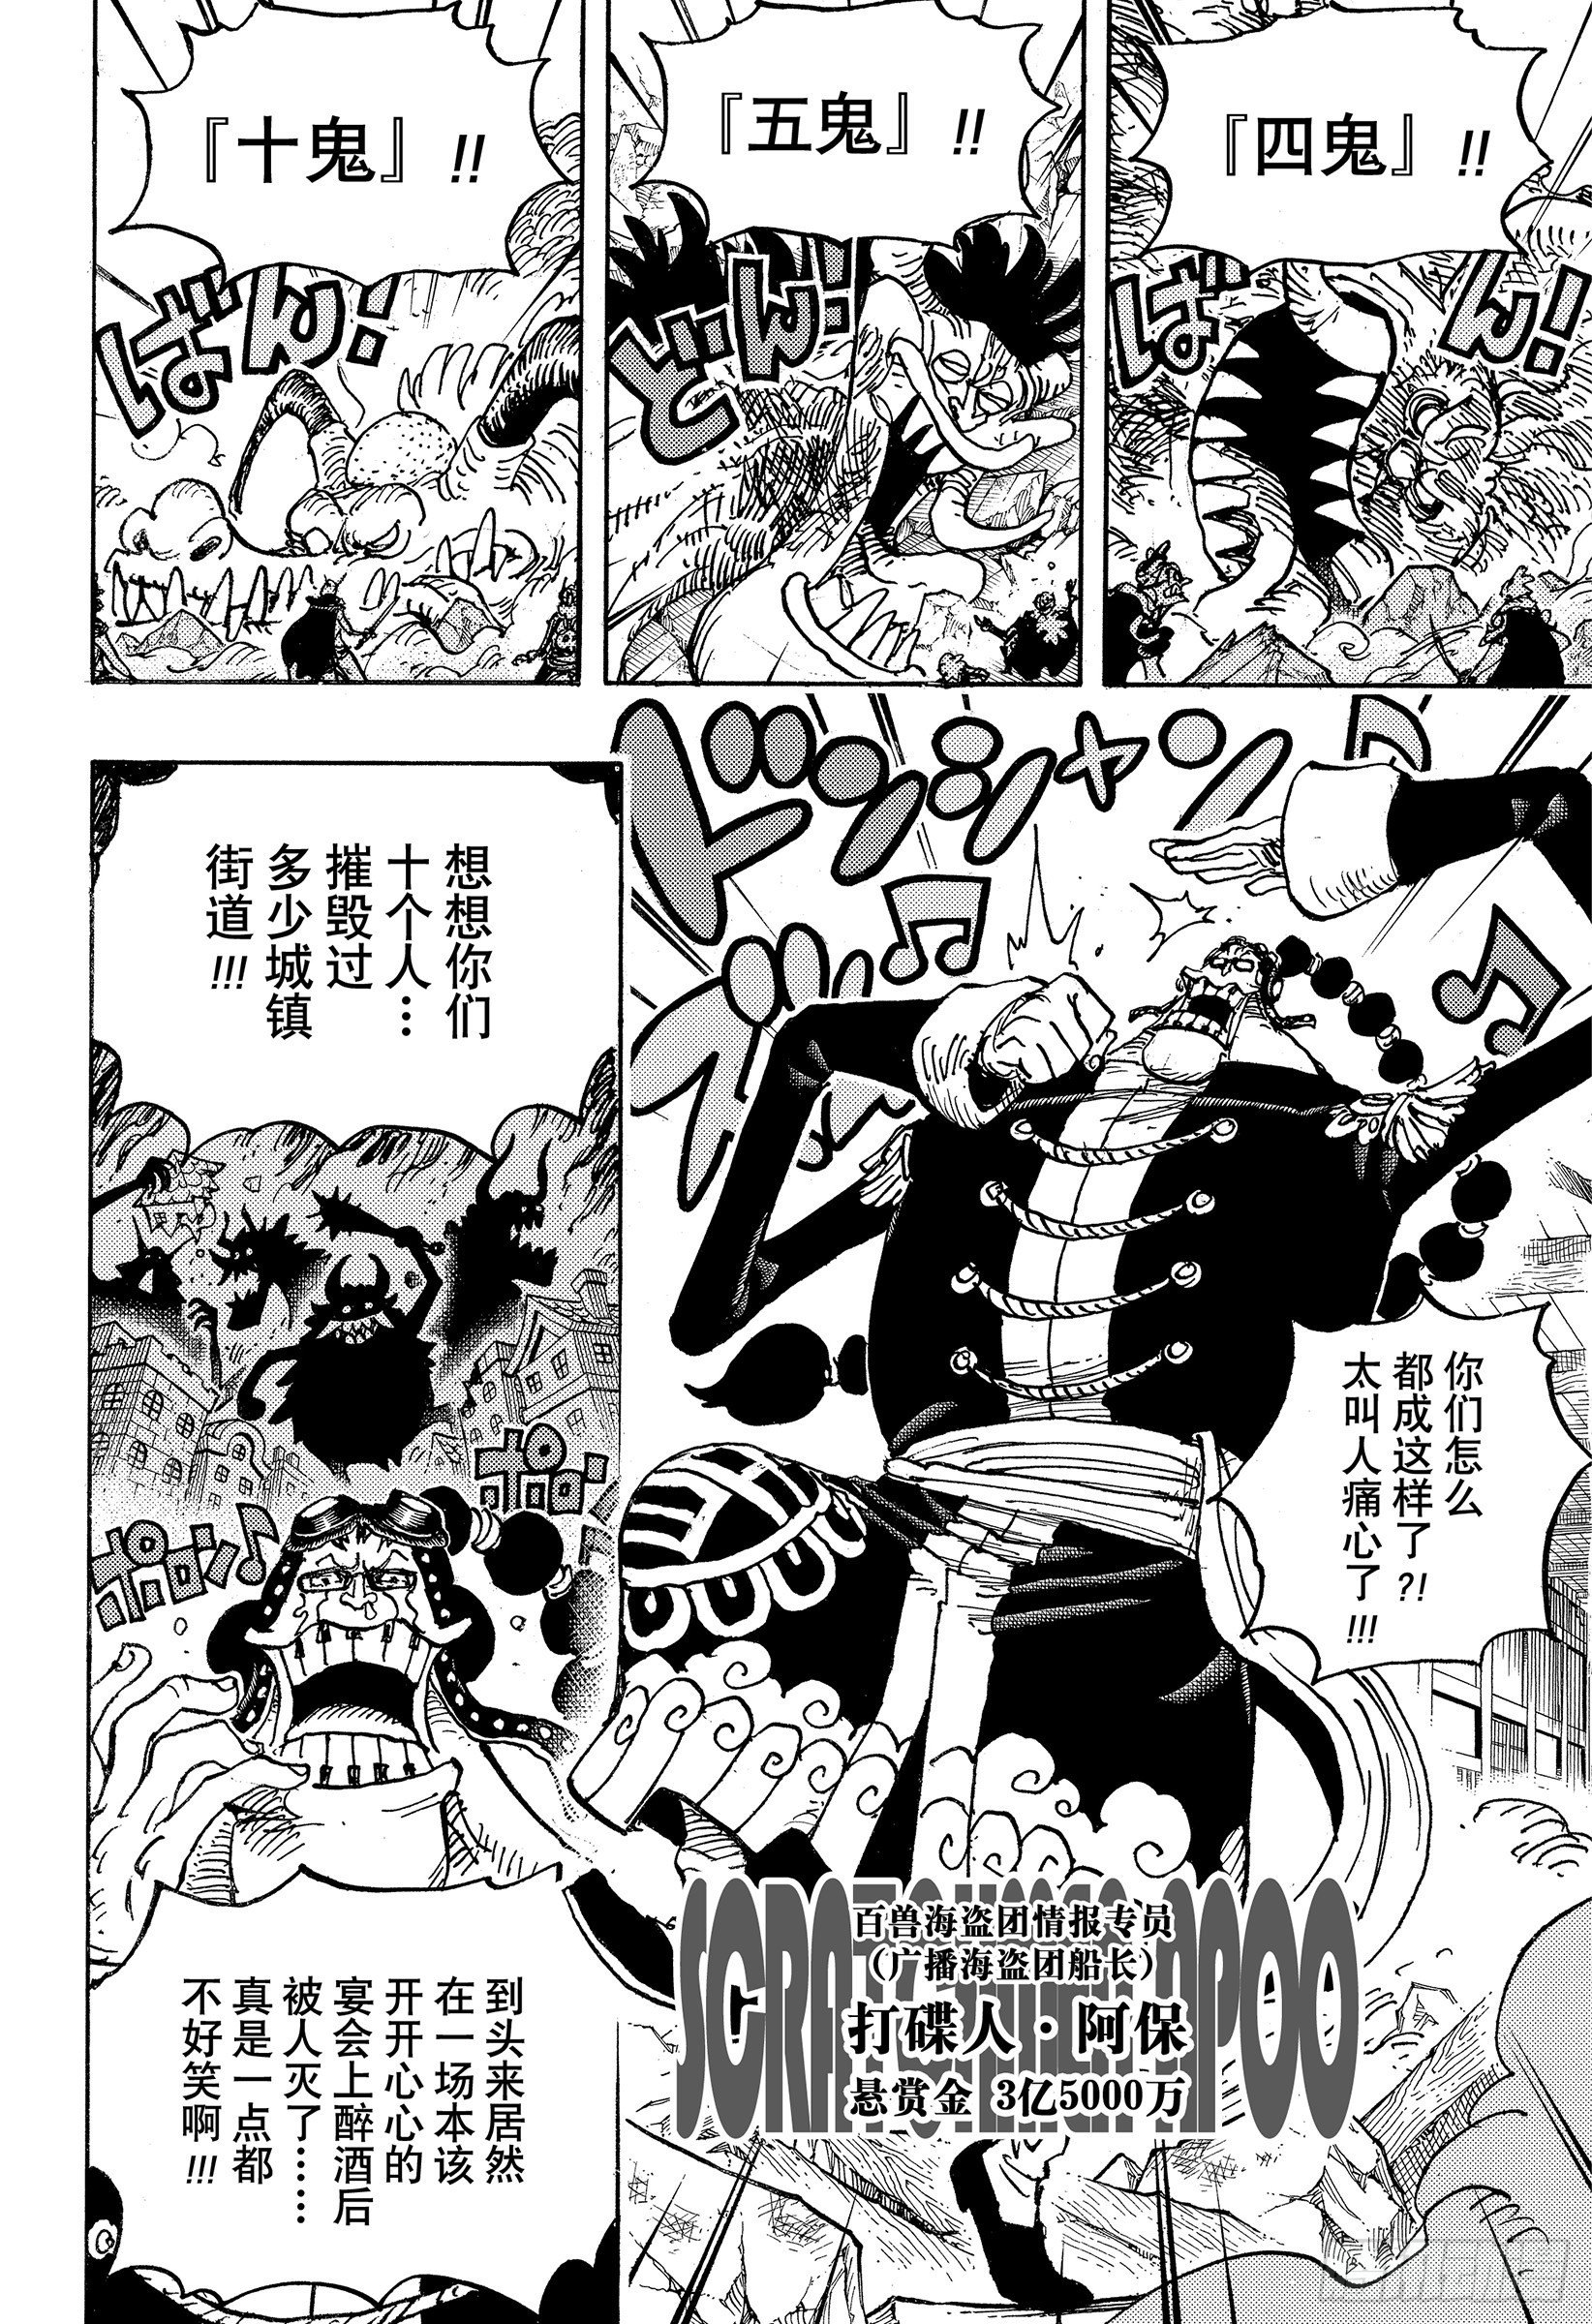 『四鬼』!!
ばん!
『五鬼』!!
どん!
『十鬼』!!
ばん!
ドンジャン♪
你们怎么
都成这样了?!
太叫人痛心了!!!
百兽海盗团情报专员
（广播海盗团船长）
打碟人·阿保
悬赏金 3亿5000万
想想你们
十个人…
摧毁过
多少城镇
街道!!!
ポロン
ポロン♪
到头来居然
在一场本该
开开心心的
宴会上醉酒后
被人灭了……
真是一点都
不好笑啊!!!